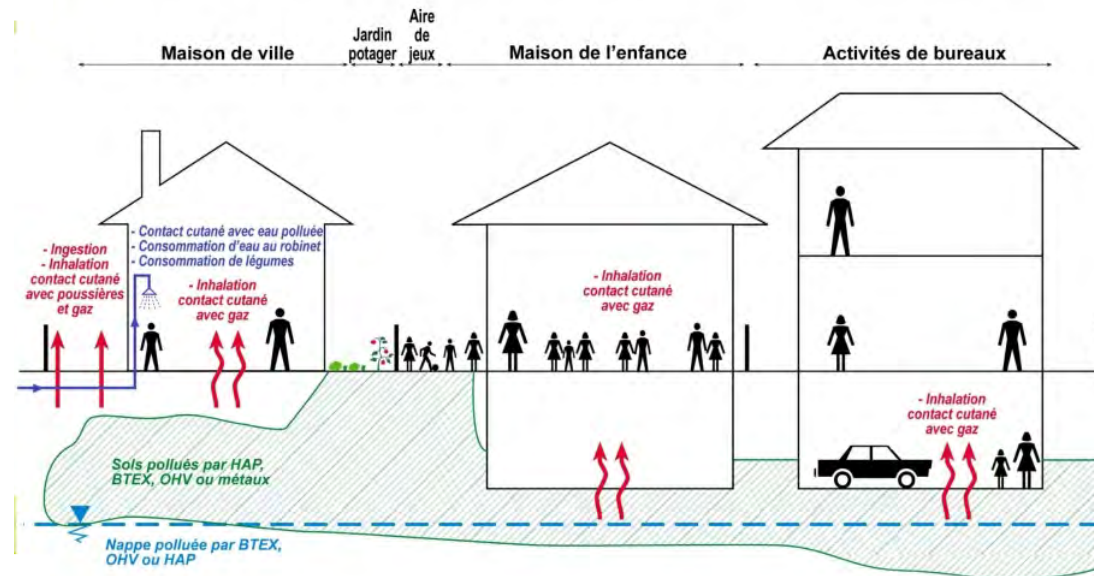 Maison de ville
Jardin
potager
Aire
de
jeux
Maison de l'enfance
Activités de bureaux
- Ingestion
- Inhalation
contact cutané
avec poussières
et gaz
- Contact cutané avec eau polluée
- Consommation d'eau au robinet
- Consommation de légumes
- Inhalation
contact cutané
avec gaz
- Inhalation
contact cutané
avec gaz
- Inhalation
contact cutané
avec gaz
Sols pollués par HAP,
BTEX, OHV ou métaux
Nappe polluée par BTEX,
OHV ou HAP